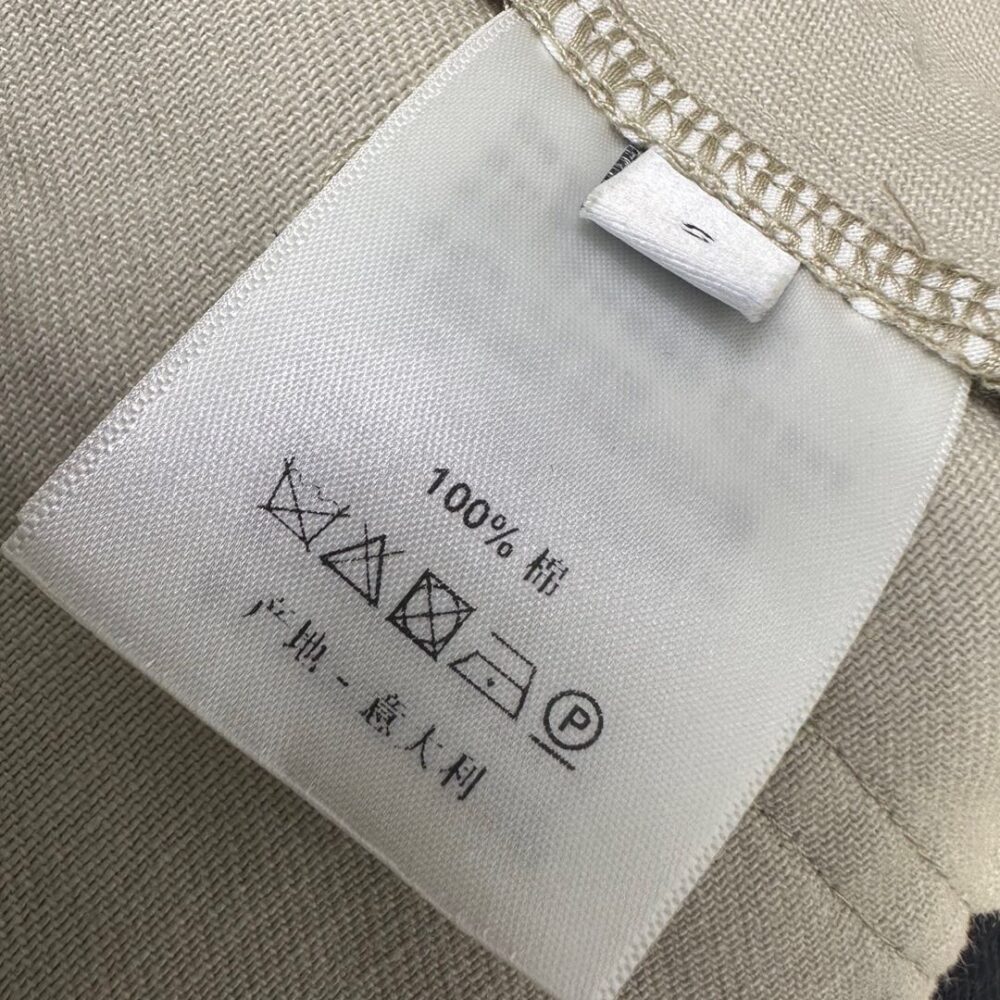 100% 棉
P
产地 - 意大利